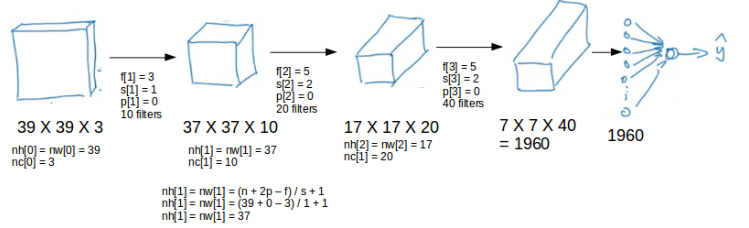 f[1] = 3
s[1] = 1
p[1] = 0
10 filters
f[2] = 5
s[2] = 2
p[2] = 0
20 filters
f[3] = 5
s[3] = 2
p[3] = 0
40 filters
ŷ
39 X 39 X 3
nh[0] = nw[0] = 39
nc[0] = 3
37 X 37 X 10
nh[1] = nw[1] = 37
nc[1] = 10
17 X 17 X 20
nh[2] = nw[2] = 17
nc[1] = 20
7 X 7 X 40
= 1960
1960
nh[1] = nw[1] = (n + 2p – f) / s + 1
nh[1] = nw[1] = (39 + 0 – 3) / 1 + 1
nh[1] = nw[1] = 37